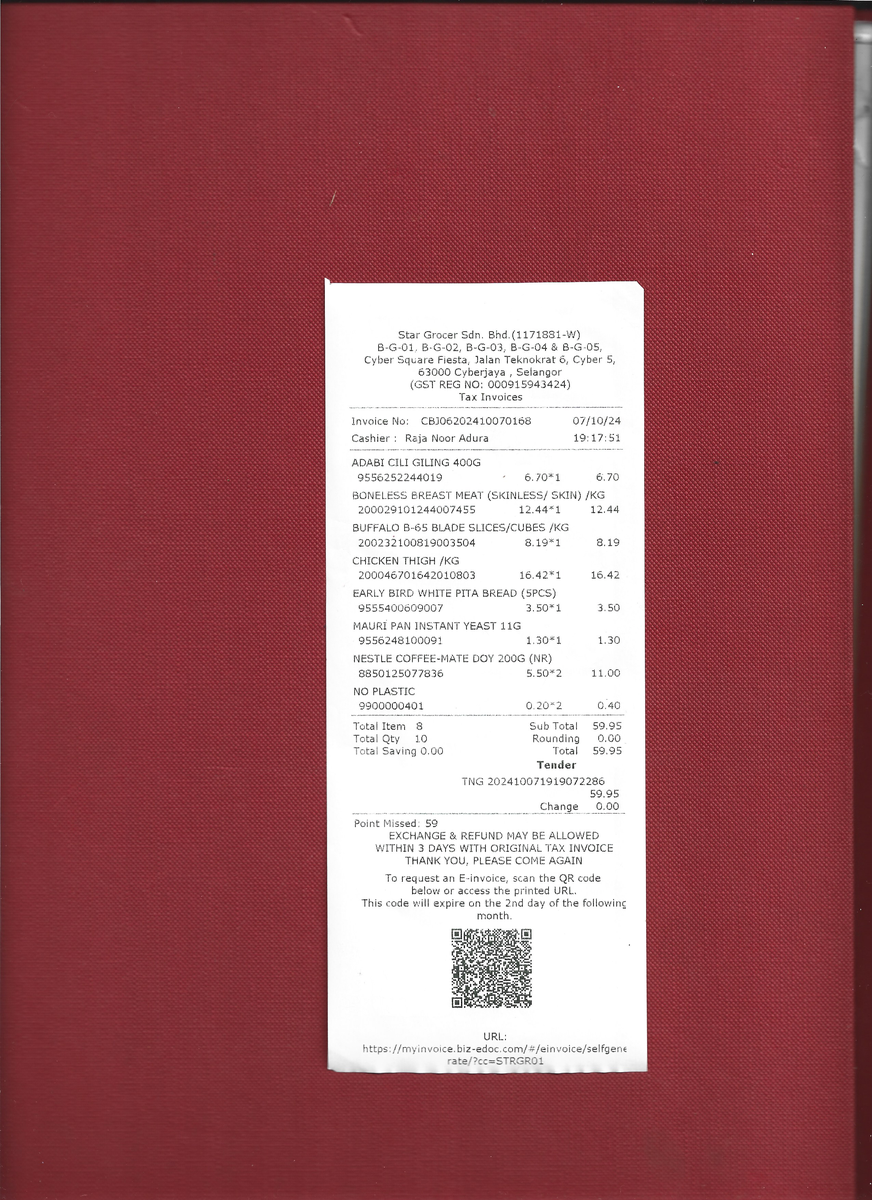 Star Grocer Sdn. Bhd.(1171881-W)
B-G-01, B-G-02, B-G-03, B-G-04 & B-G-05,
Cyber Square Fiesta, Jalan Teknokrat 6, Cyber 5,
63000 Cyberjaya , Selangor
(GST REG NO: 000915943424)
Tax Invoices
Invoice No: CBJ06202410070168 07/10/24
Cashier : Raja Noor Adura 19:17:51
ADABI CILI GILING 400G
9556252244019 6.70*1 6.70
BONELESS BREAST MEAT (SKINLESS/ SKIN) /KG
200029101244007455 12.44*1 12.44
BUFFALO B-65 BLADE SLICES/CUBES /KG
200232100819003504 8.19*1 8.19
CHICKEN THIGH /KG
200046701642010803 16.42*1 16.42
EARLY BIRD WHITE PITA BREAD (5PCS)
9555400609007 3.50*1 3.50
MAURI PAN INSTANT YEAST 11G
9556248100091 1.30*1 1.30
NESTLE COFFEE-MATE DOY 200G (NR)
8850125077836 5.50*2 11.00
NO PLASTIC
9900000401 0.20*2 0.40
Total Item 8 Sub Total 59.95
Total Qty 10 Rounding 0.00
Total Saving 0.00 Total 59.95
Tender
TNG 202410071919072286
59.95
Change 0.00
Point Missed: 59
EXCHANGE & REFUND MAY BE ALLOWED
WITHIN 3 DAYS WITH ORIGINAL TAX INVOICE
THANK YOU, PLEASE COME AGAIN
To request an E-invoice, scan the QR code
below or access the printed URL.
This code will expire on the 2nd day of the following
month.
URL:
https://myinvoice.biz-edoc.com/#/einvoice/selfgene
rate/?cc=STRGR01